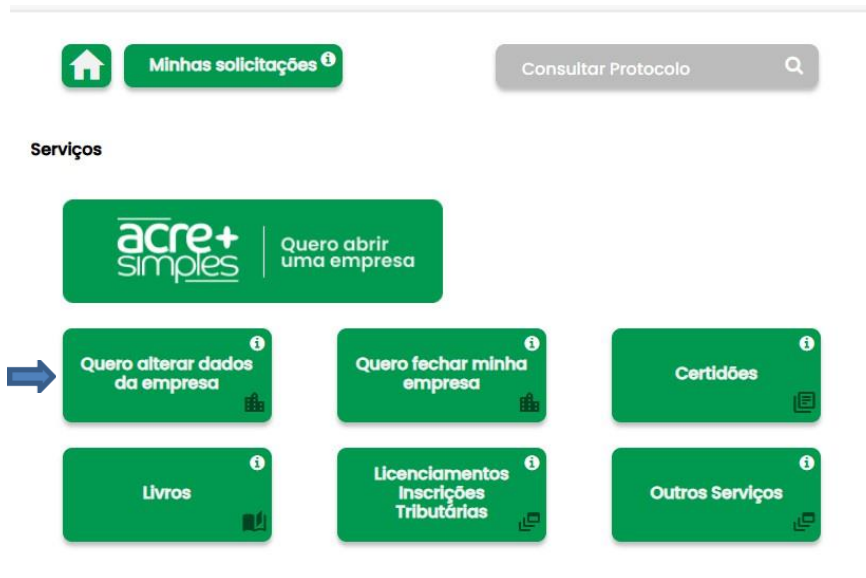 Minhas solicitações
Consultar Protocolo
Serviços
acre+
simples
Quero abrir
uma empresa
Quero alterar dados
da empresa
Quero fechar minha
empresa
Certidões
Livros
Licenciamentos
Inscrições
Tributárias
Outros Serviços